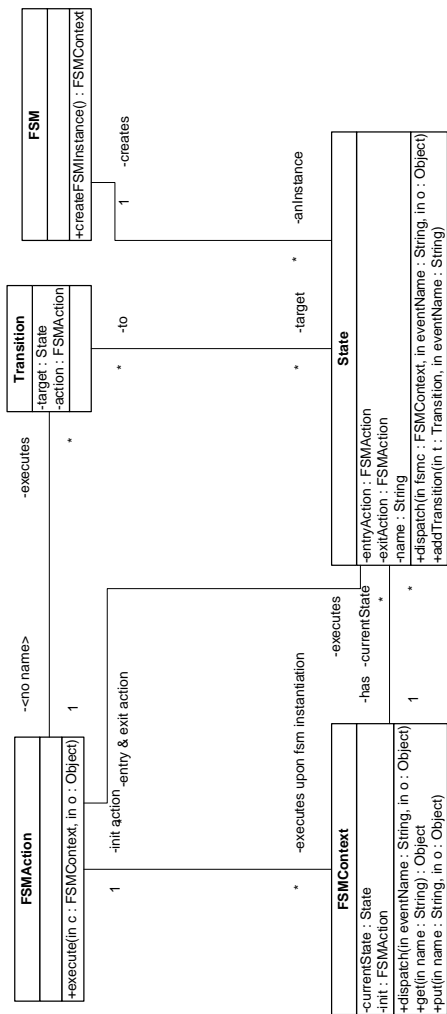 FSMAction
+execute(in c : FSMContext, in o : Object)
-<no name>
1
-executes
*
Transition
-target : State
-action : FSMAction
FSM
+createFSMInstance() : FSMContext
-creates
1
-to
*
-target
*
-anInstance
*
-init action
1
-entry & exit action
-executes upon fsm instantiation
*
-executes
*
FSMContext
-currentState : State
-init : FSMAction
+dispatch(in eventName : String, in o : Object)
+get(in name : String) : Object
+put(in name : String, in o : Object)
-has
1
-currentState
*
State
-entryAction : FSMAction
-exitAction : FSMAction
-name : String
+dispatch(in fsmc : FSMContext, in eventName : String, in o : Object)
+addTransition(in t : Transition, in eventName : String)